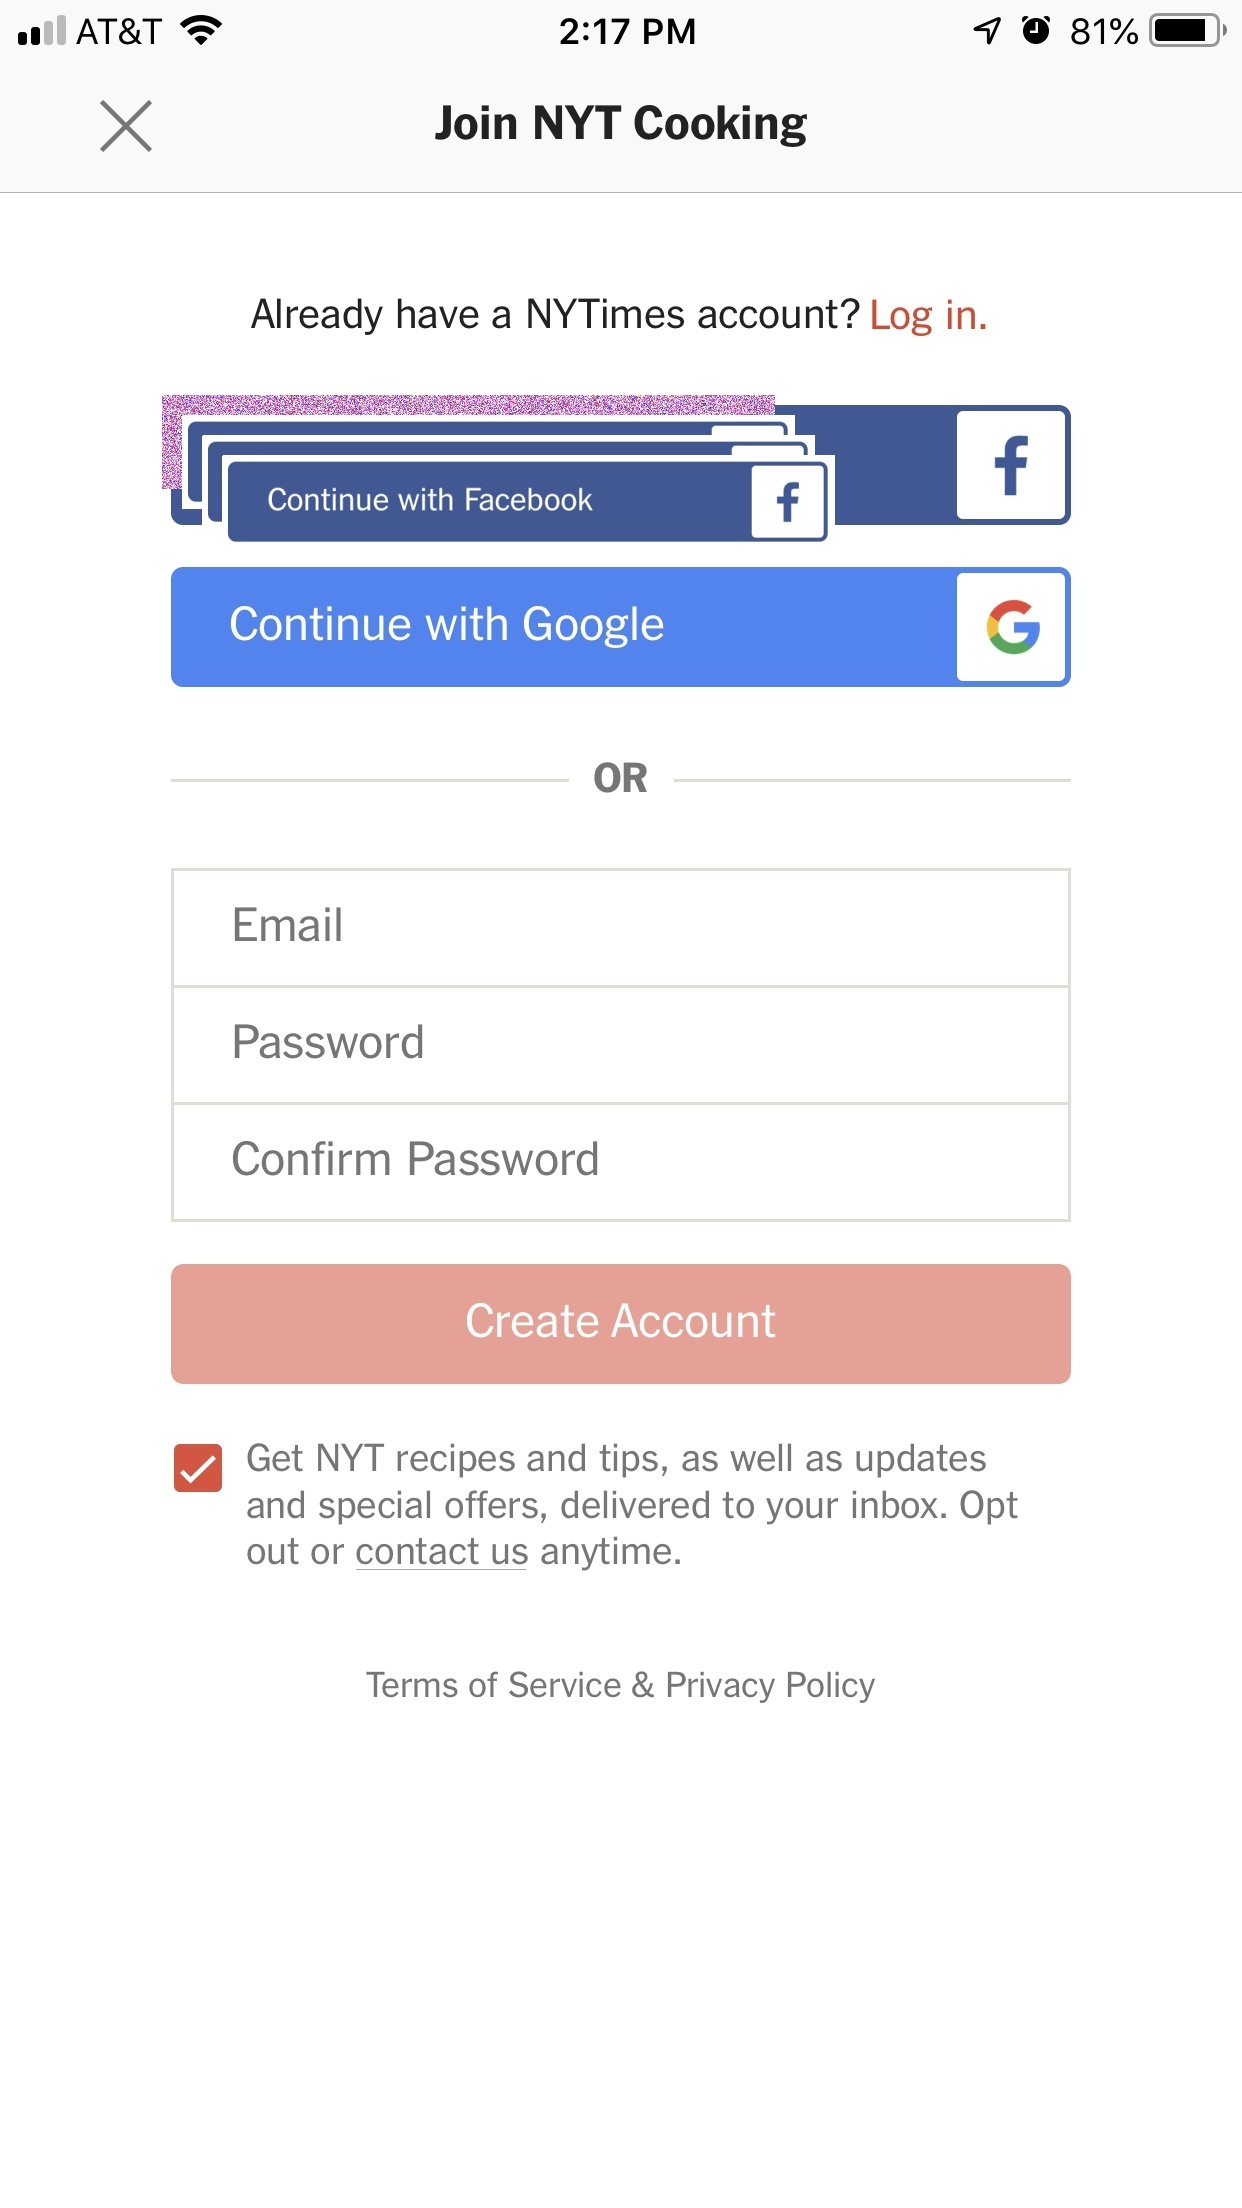 AT&T 2:17 PM 81%
Join NYT Cooking
Already have a NYTimes account? Log in.
Continue with Facebook
Continue with Google
OR
Email
Password
Confirm Password
Create Account
Get NYT recipes and tips, as well as updates
and special offers, delivered to your inbox. Opt
out or contact us anytime.
Terms of Service & Privacy Policy